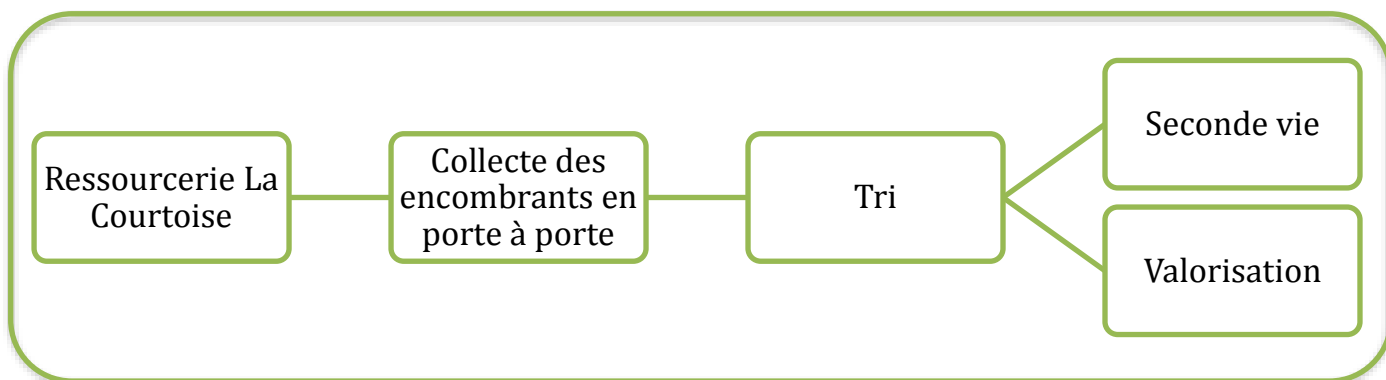 Ressourcerie La
Courtoise
Collecte des
encombrants en
porte à porte
Tri
Seconde vie
Valorisation